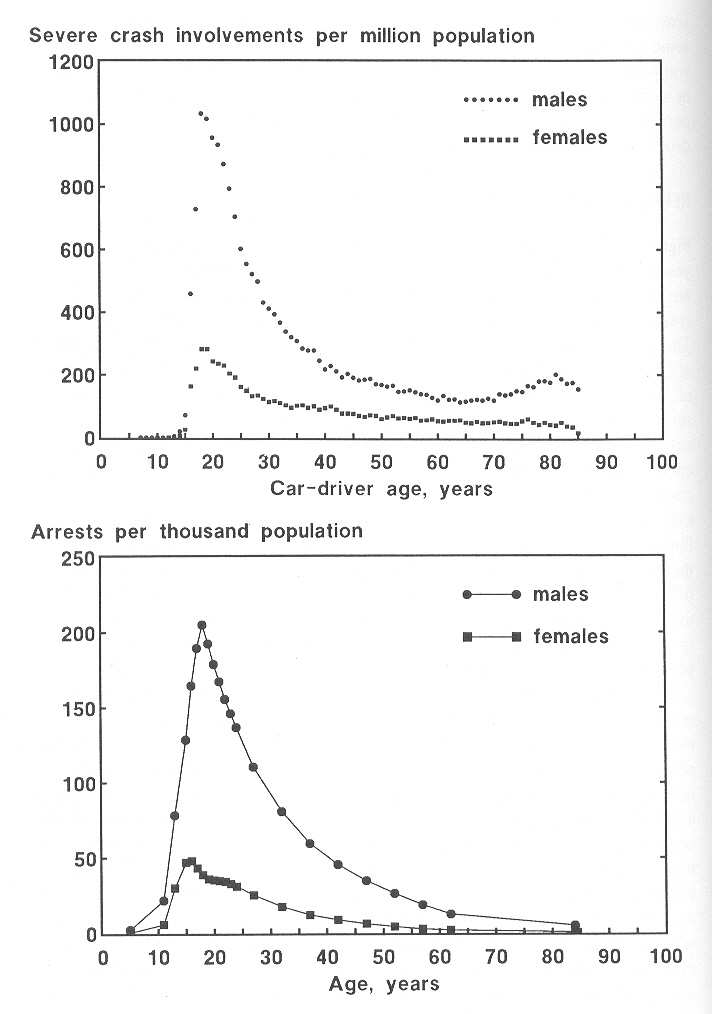 Severe crash involvements per million population
1200
1000
800
600
400
200
0
males
females
0 10 20 30 40 50 60 70 80 90 100
Car-driver age, years
Arrests per thousand population
250
200
150
100
50
0
males
females
0 10 20 30 40 50 60 70 80 90 100
Age, years